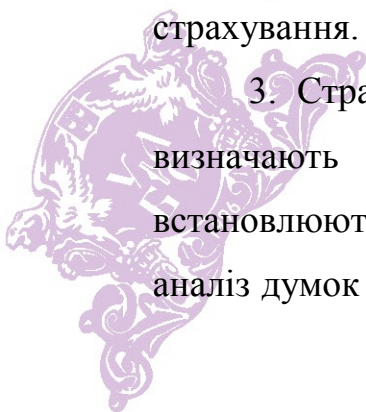 страхування.
3. Стра
визначають
встановлюют
аналіз думок